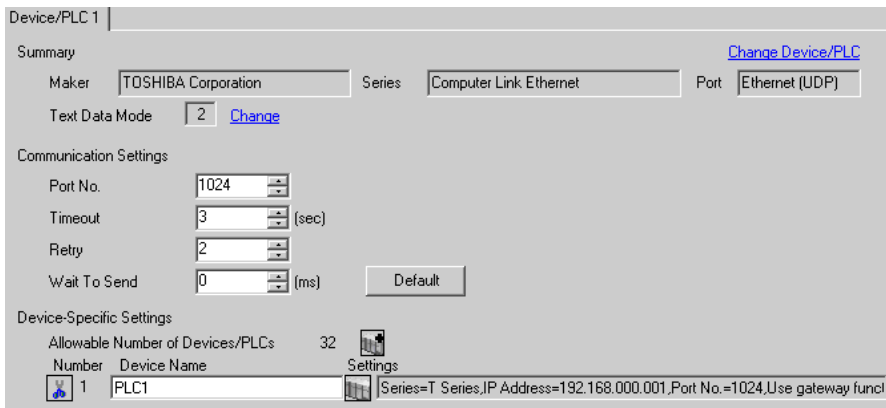 Device/PLC 1
Summary Change Device/PLC
Maker TOSHIBA Corporation Series Computer Link Ethernet Port Ethernet (UDP)
Text Data Mode 2 Change
Communication Settings
Port No. 1024
Timeout 3 (sec)
Retry 2
Wait To Send 0 (ms) Default
Device-Specific Settings
Allowable Number of Devices/PLCs 32
Number Device Name Settings
1 PLC1 Series=T Series,IP Address=192.168.000.001,Port No.=1024,Use gateway